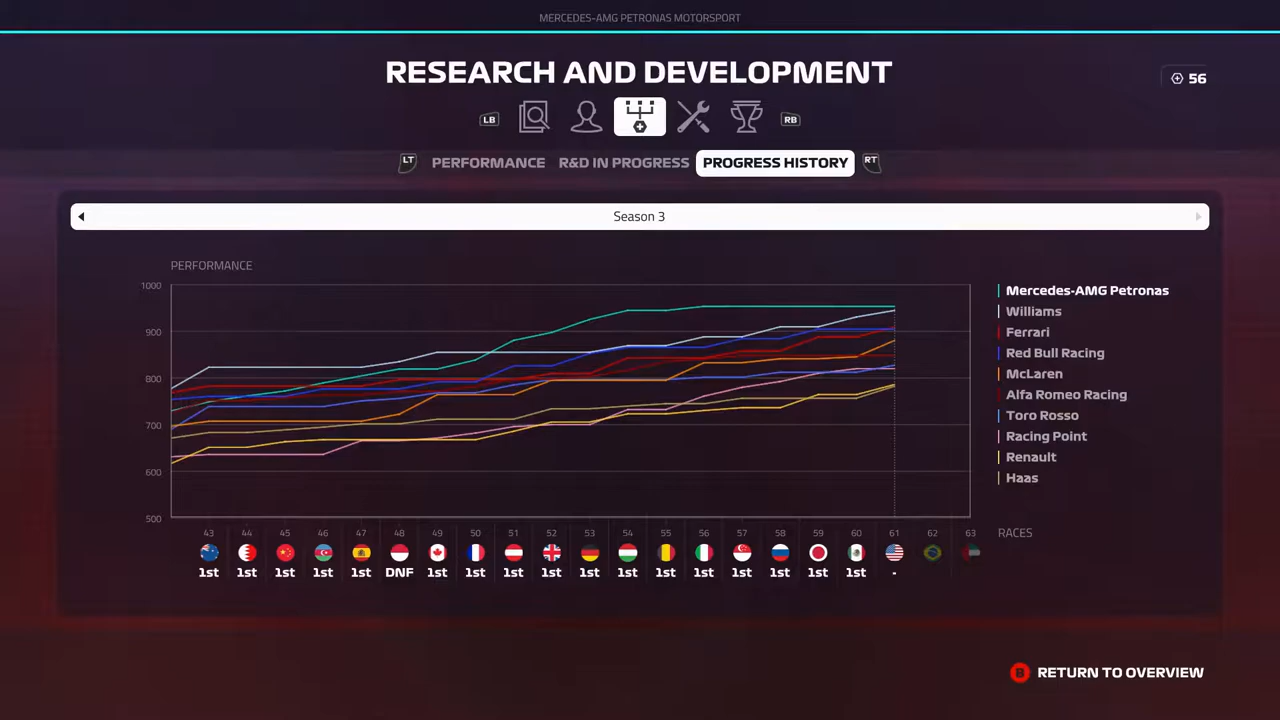 MERCEDES-AMG PETRONAS MOTORSPORT
RESEARCH AND DEVELOPMENT
56
LB RB
LT PERFORMANCE R&D IN PROGRESS PROGRESS HISTORY RT
Season 3
PERFORMANCE
1000
900
800
700
600
500
Mercedes-AMG Petronas
Williams
Ferrari
Red Bull Racing
McLaren
Alfa Romeo Racing
Toro Rosso
Racing Point
Renault
Haas
43 44 45 46 47 48 49 50 51 52 53 54 55 56 57 58 59 60 61 62 63 RACES
1st 1st 1st 1st 1st DNF 1st 1st 1st 1st 1st 1st 1st 1st 1st 1st 1st 1st -
B RETURN TO OVERVIEW